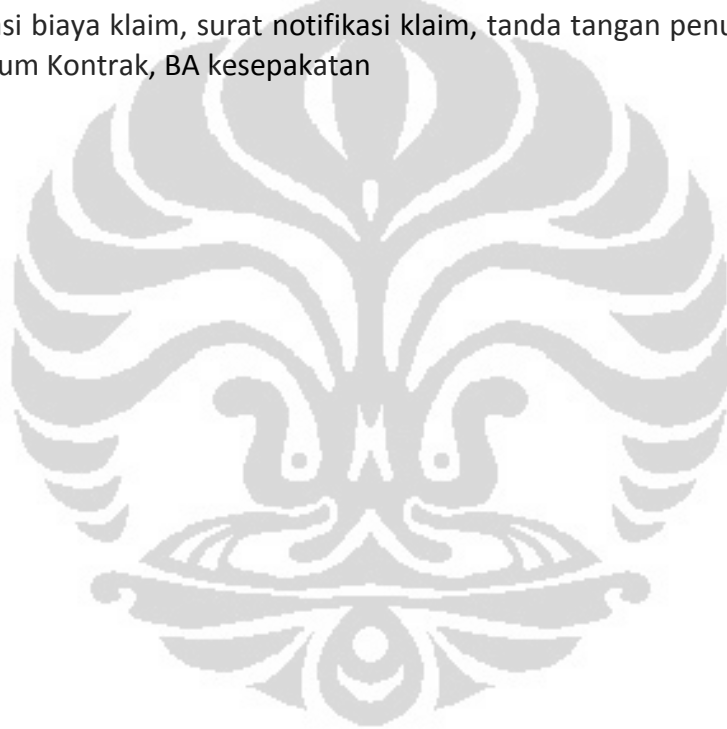 si biaya klaim, surat notifikasi klaim, tanda tangan penu
um Kontrak, BA kesepakatan